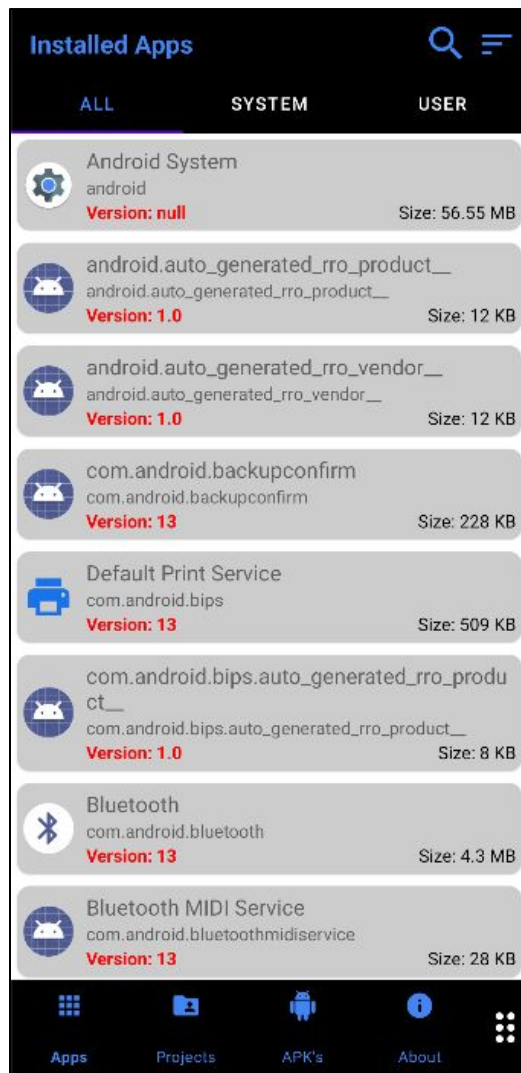 Installed Apps
ALL
SYSTEM
USER
Android System
android
Version: null
Size: 56.55 MB
android.auto_generated_rro_product__
android.auto_generated_rro_product__
Version: 1.0
Size: 12 KB
android.auto_generated_rro_vendor__
android.auto_generated_rro_vendor__
Version: 1.0
Size: 12 KB
com.android.backupconfirm
com.android.backupconfirm
Version: 13
Size: 228 KB
Default Print Service
com.android.bips
Version: 13
Size: 509 KB
com.android.bips.auto_generated_rro_produ
ct__
com.android.bips.auto_generated_rro_product__
Version: 1.0
Size: 8 KB
Bluetooth
com.android.bluetooth
Version: 13
Size: 4.3 MB
Bluetooth MIDI Service
com.android.bluetoothmidiservice
Version: 13
Size: 28 KB
Apps
Projects
APK's
About